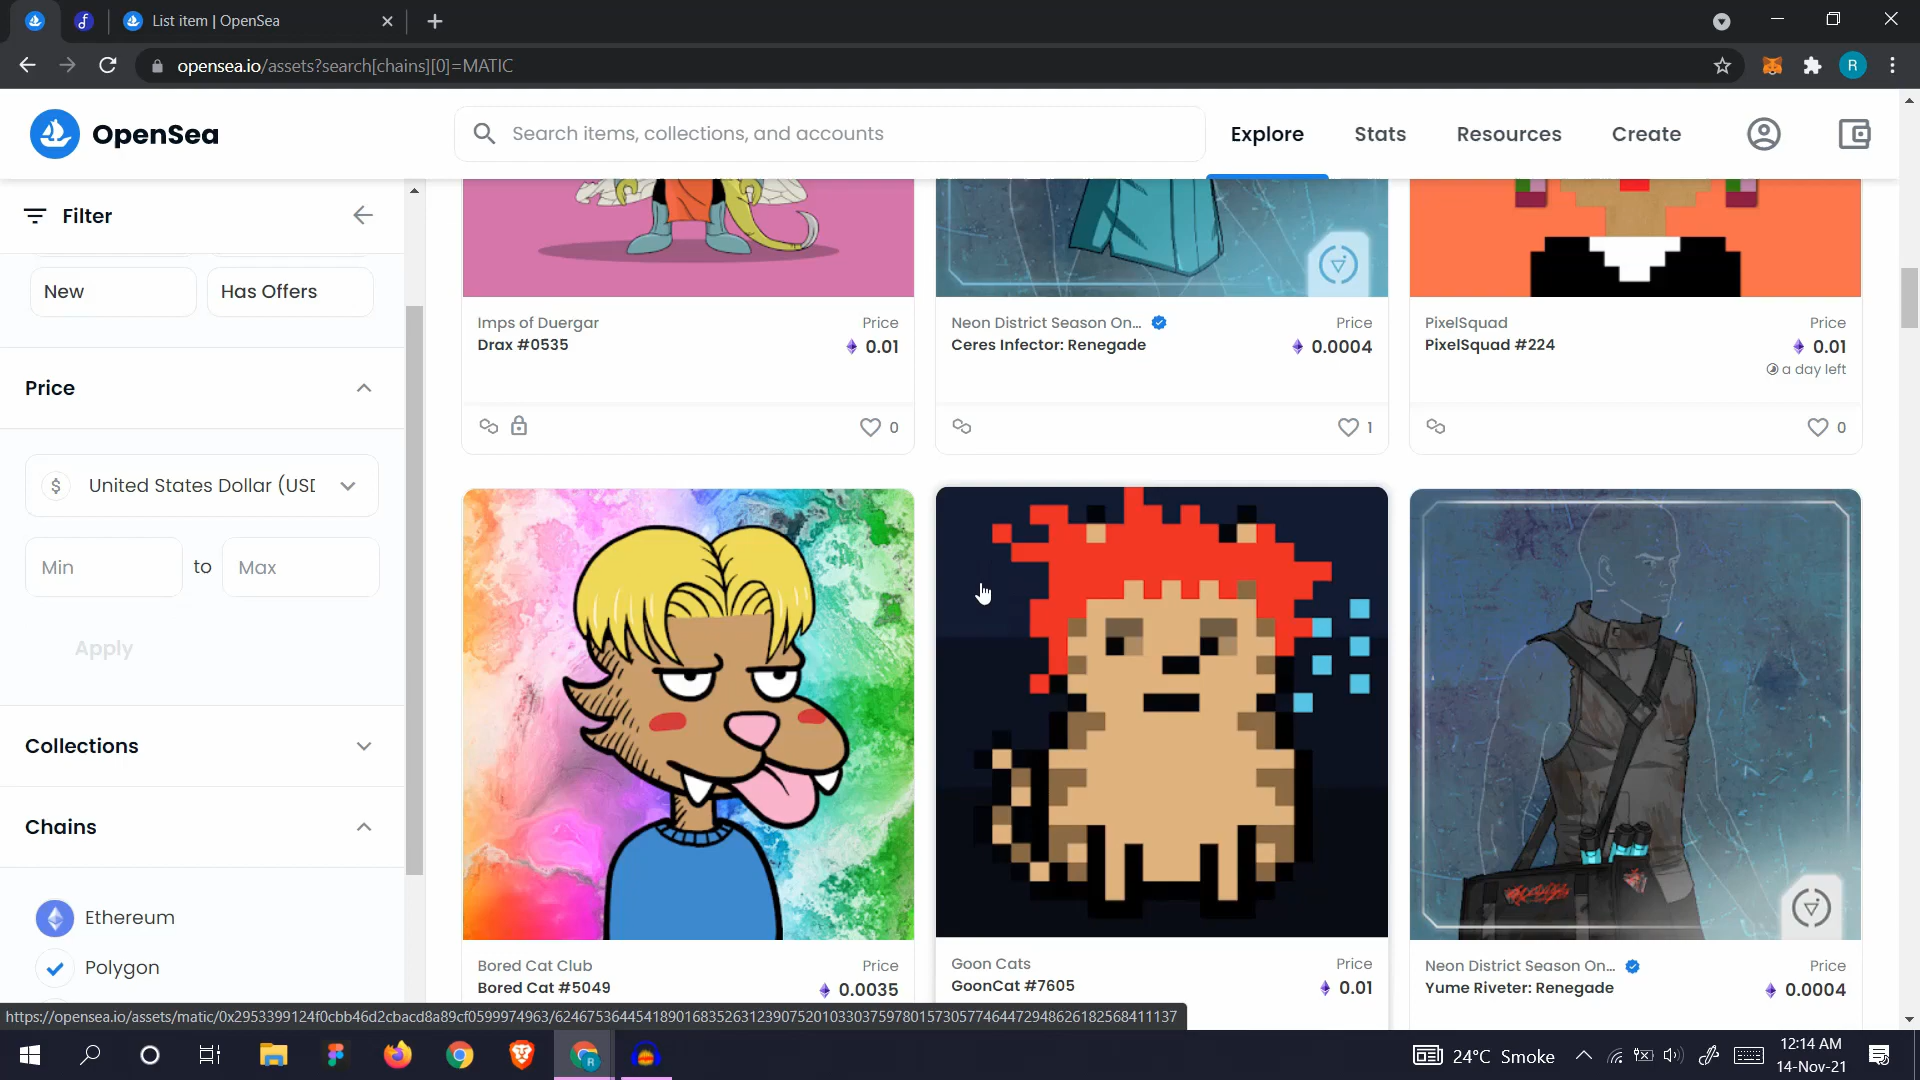 List item | OpenSea
opensea.io/assets?search[chains][0]=MATIC
R
OpenSea
Search items, collections, and accounts
Explore
Stats
Resources
Create
Filter
New
Has Offers
Price
$
United States Dollar (USD
Min
to
Max
Apply
Collections
Chains
Ethereum
Polygon
Imps of Duergar
Price
Drax #0535
0.01
0
Neon District Season On...
Price
Ceres Infector: Renegade
0.0004
1
PixelSquad
Price
PixelSquad #224
0.01
a day left
0
Bored Cat Club
Price
Bored Cat #5049
0.0035
Goon Cats
Price
GoonCat #7605
0.01
Neon District Season On...
Price
Yume Riveter: Renegade
0.0004
https://opensea.io/assets/matic/0x2953399124f0cbb46d2cbacd8a89cf0599974963/62467536445418901683526312390752010330375978015730577464472948626182568411137
24°C Smoke
12:14 AM
14-Nov-21